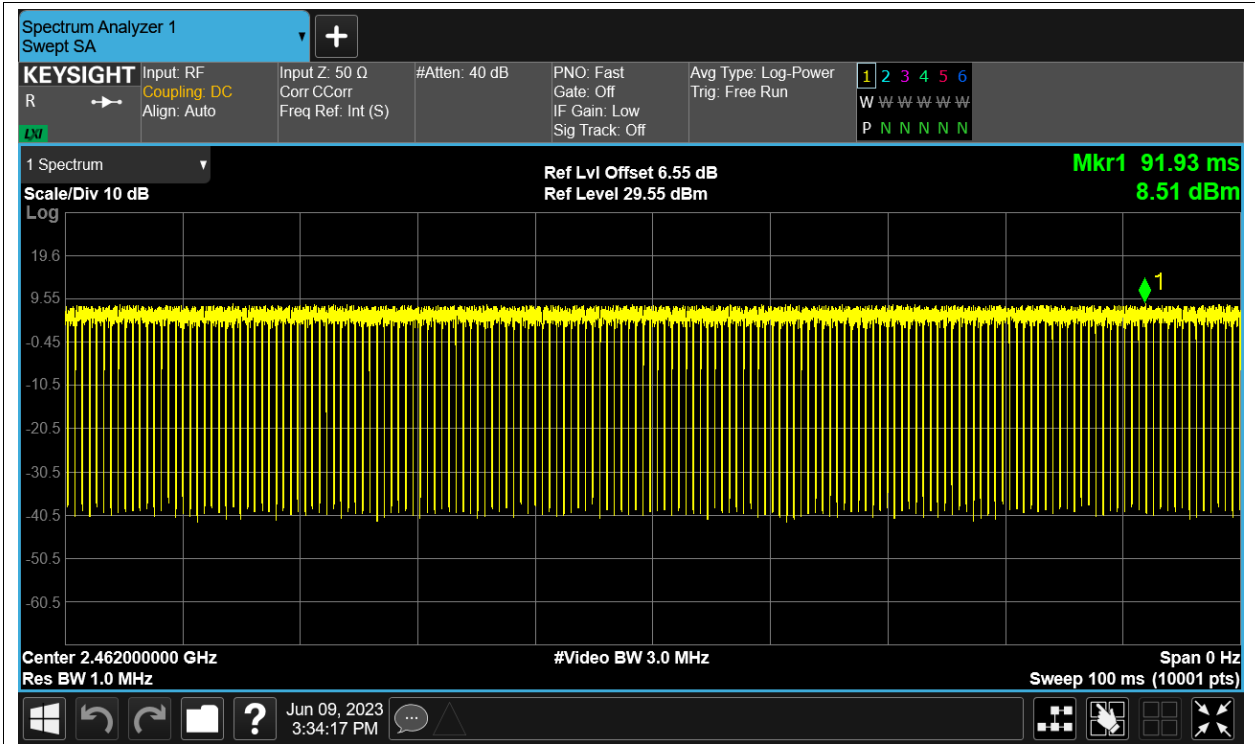 Spectrum Analyzer 1
Swept SA
+
KEYSIGHT
R
LXI
Input: RF
Coupling: DC
Align: Auto
Input Z: 50 Ω
Corr CCorr
Freq Ref: Int (S)
#Atten: 40 dB
PNO: Fast
Gate: Off
IF Gain: Low
Sig Track: Off
Avg Type: Log-Power
Trig: Free Run
1 2 3 4 5 6
W W W W W W
P N N N N N
1 Spectrum
Scale/Div 10 dB
Log
Ref Lvl Offset 6.55 dB
Ref Level 29.55 dBm
Mkr1 91.93 ms
8.51 dBm
1
19.6
9.55
-0.45
-10.5
-20.5
-30.5
-40.5
-50.5
-60.5
Center 2.462000000 GHz
Res BW 1.0 MHz
#Video BW 3.0 MHz
Span 0 Hz
Sweep 100 ms (10001 pts)
?
Jun 09, 2023
3:34:17 PM